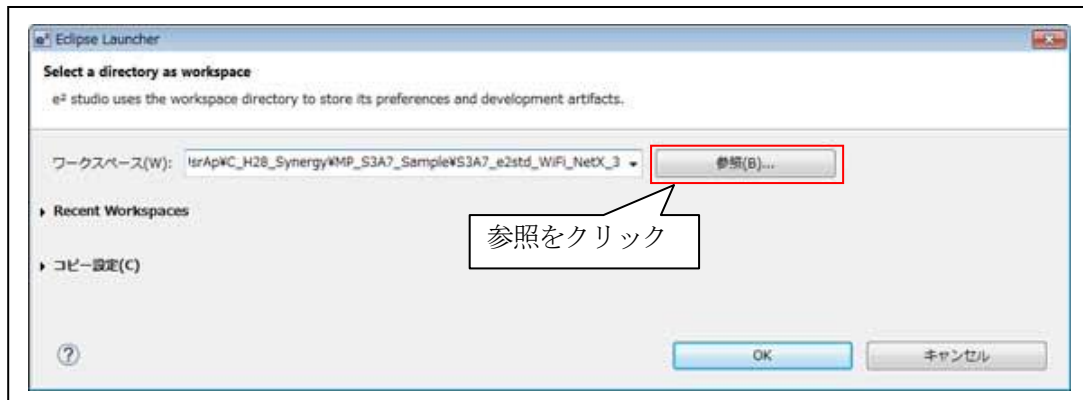 e² Eclipse Launcher
Select a directory as workspace
e² studio uses the workspace directory to store its preferences and development artifacts.
ワークスペース(W): IsrAp¥C_H28_Synergy¥MP_S3A7_Sample¥S3A7_e2std_WiFi_NetX_3
参照(B)...
Recent Workspaces
参照をクリック
コピー設定(C)
?
OK
キャンセル